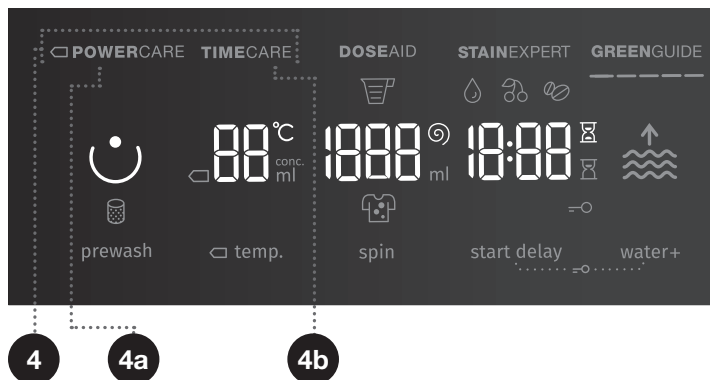 POWERCARE TIMECARE DOSEAID STAINEXPERT GREENGUIDE
88 °C 1888 18:88
conc.
ml ml
prewash temp. spin start delay water+
4 4a 4b